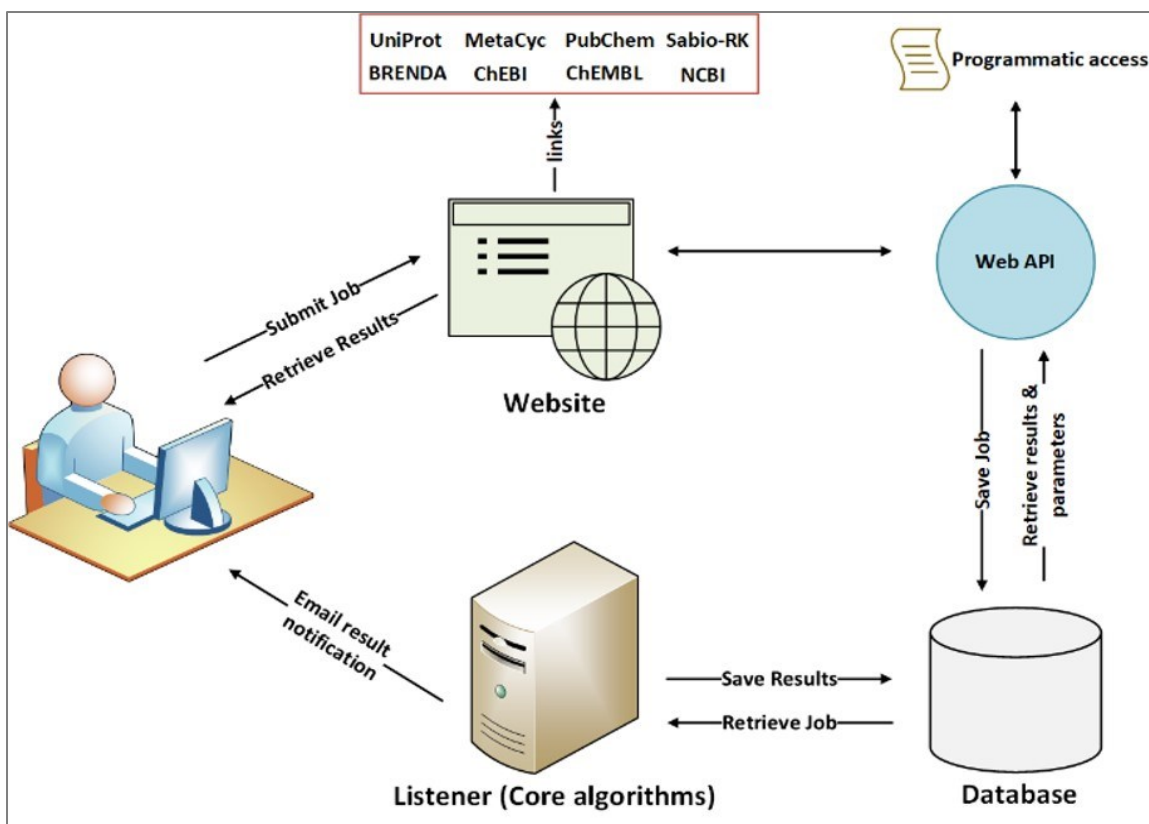 UniProt MetaCyc PubChem Sabio-RK
BRENDA ChEBI ChEMBL NCBI
Programmatic access
links
Web API
Submit Job
Retrieve Results
Website
Save Job
Retrieve results &
parameters
Email result
notification
Save Results
Retrieve Job
Listener (Core algorithms)
Database